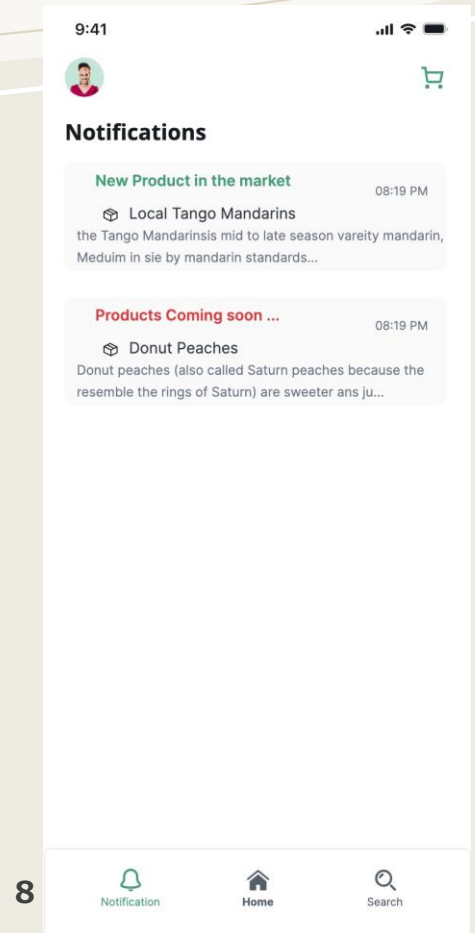 9:41
Notifications
New Product in the market
08:19 PM
Local Tango Mandarins
the Tango Mandarinsis mid to late season vareity mandarin,
Meduim in sie by mandarin standards...
Products Coming soon ...
08:19 PM
Donut Peaches
Donut peaches (also called Saturn peaches because the
resemble the rings of Saturn) are sweeter ans ju...
8
Notification
Home
Search